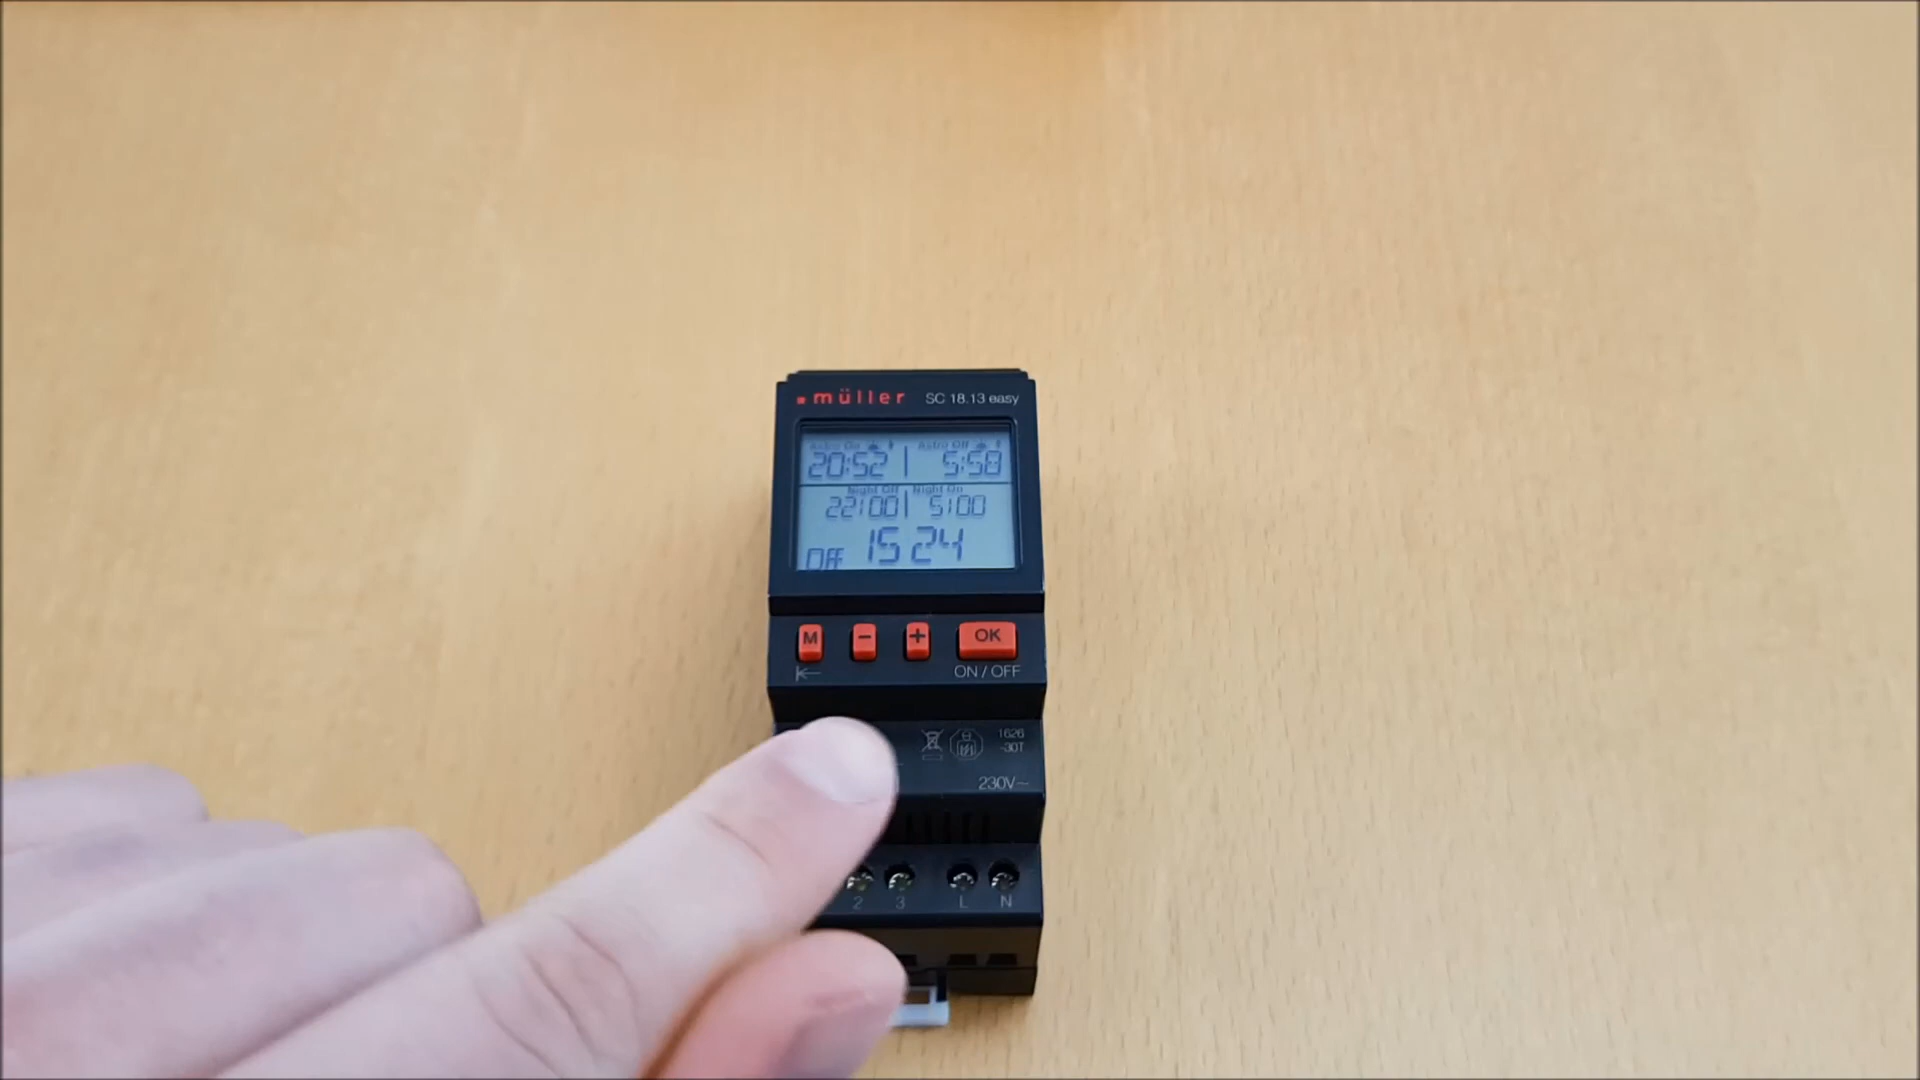 müller SC 18.13 easy
Astro On Astro Off
20:52 | 5:58
Night Off Night On
22:00 | 5:00
Off 15 24
M - + OK
ON / OFF
1626
-30T
230V~
2 3 L N